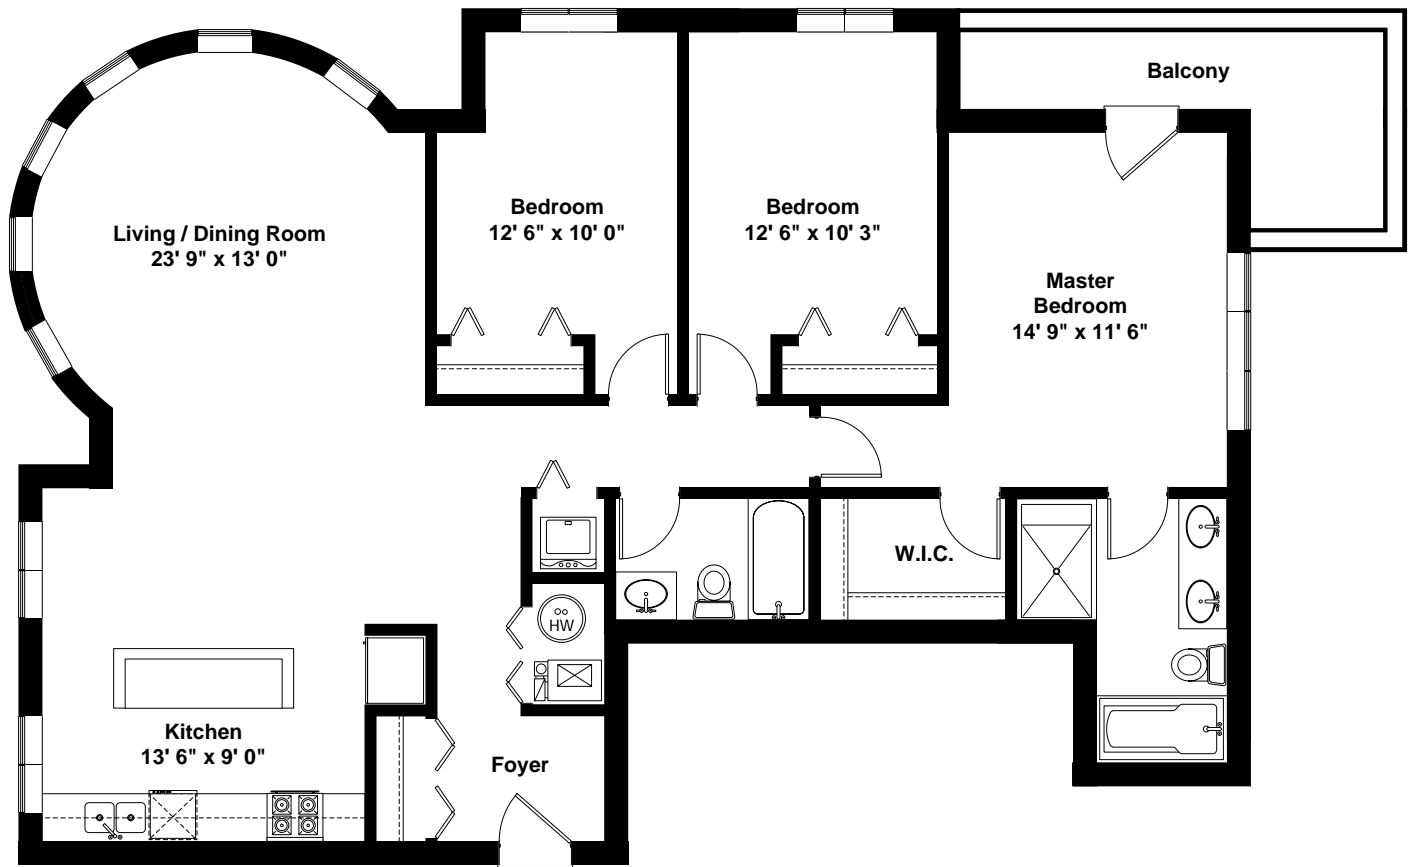 Balcony
Bedroom
12' 6" x 10' 0"
Bedroom
12' 6" x 10' 3"
Living / Dining Room
23' 9" x 13' 0"
Master
Bedroom
14' 9" x 11' 6"
W.I.C.
HW
Kitchen
13' 6" x 9' 0"
Foyer